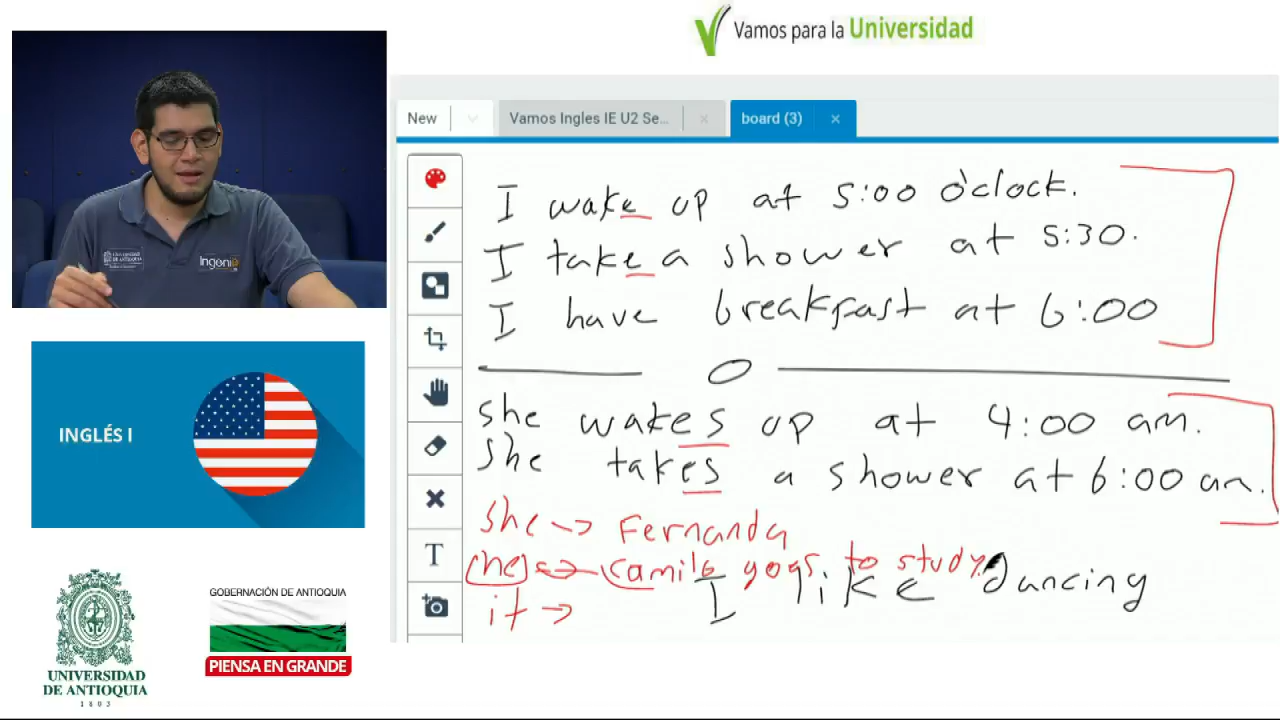 Vamos para la Universidad
New
Vamos Ingles IE U2 Se...
board (3)
I wake up at 5:00 o'clock.
I take a shower at 5:30.
I have breakfast at 6:00
she wakes up at 4:00 am.
she takes a shower at 6:00 am.
she → Fernanda
he ↔ Camilo goes to study.
it →
I like Dancing
T
Ingeni@
INGLÉS I
UNIVERSIDAD
DE ANTIOQUIA
1803
GOBERNACIÓN DE ANTIOQUIA
PIENSA EN GRANDE